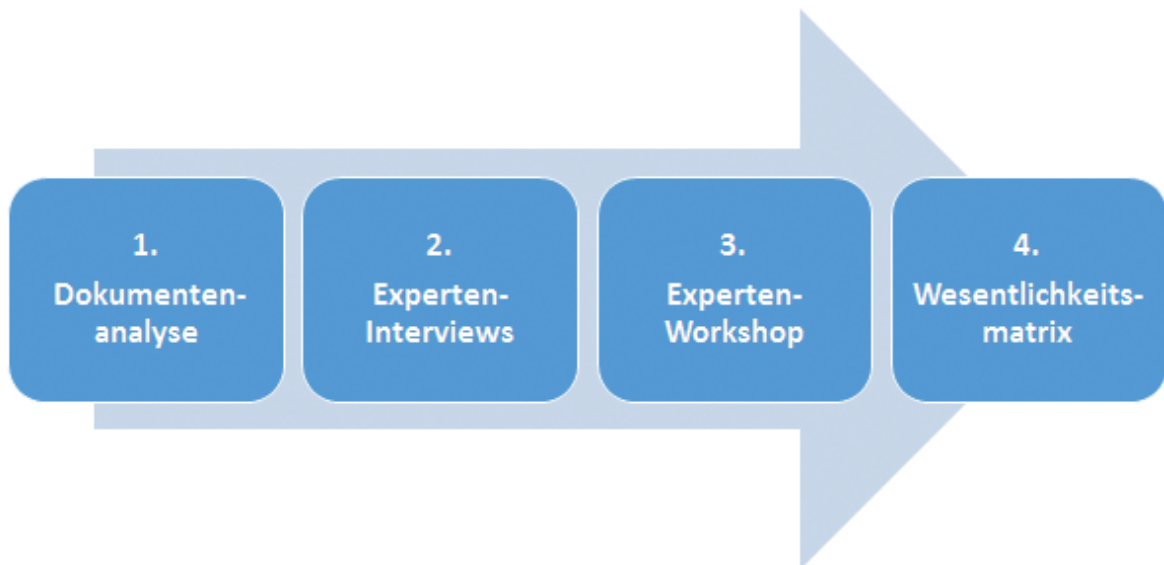 1.
Dokumenten-
analyse
2.
Experten-
Interviews
3.
Experten-
Workshop
4.
Wesentlichkeits-
matrix